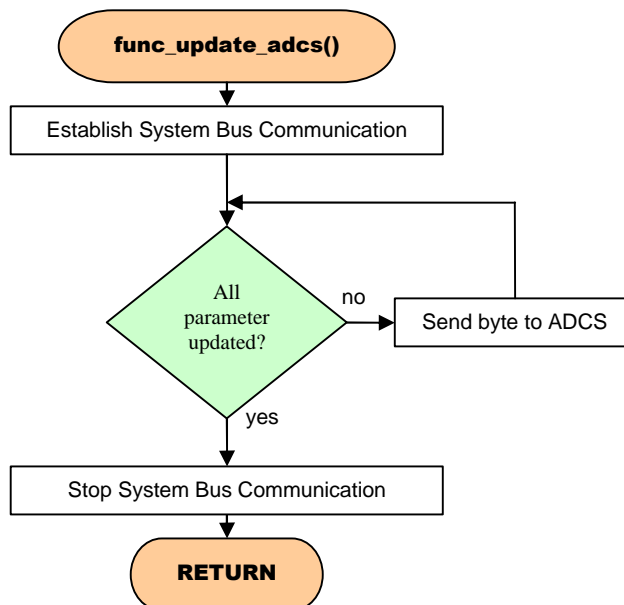 func_update_adcs()
Establish System Bus Communication
All
parameter
updated?
no
Send byte to ADCS
yes
Stop System Bus Communication
RETURN